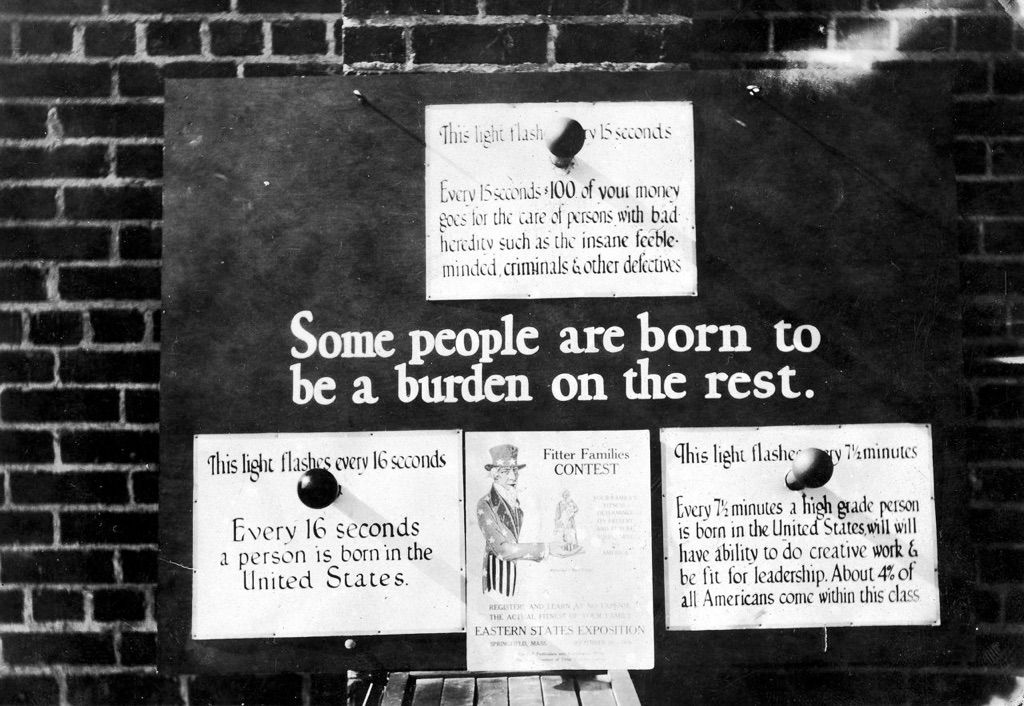 This light flash ry 15 seconds
Every 15 seconds $100 of your money
goes for the care of persons with bad
heredity such as the insane feeble-
minded, criminals & other defectives
Some people are born to
be a burden on the rest.
This light flashes every 16 seconds
Every 16 seconds
a person is born in the
United States.
Fitter Families
CONTEST
YOUR FAMILY'S
FITNESS
REGISTER AND LEARN AT NO EXPENSE
THE ACTUAL FITNESS OF YOUR FAMILY
EASTERN STATES EXPOSITION
SPRINGFIELD, MASS.
This light flashes ry 7½ minutes
Every 7½ minutes a high grade person
is born in the United States will will
have ability to do creative work &
be fit for leadership. About 4% of
all Americans come within this class